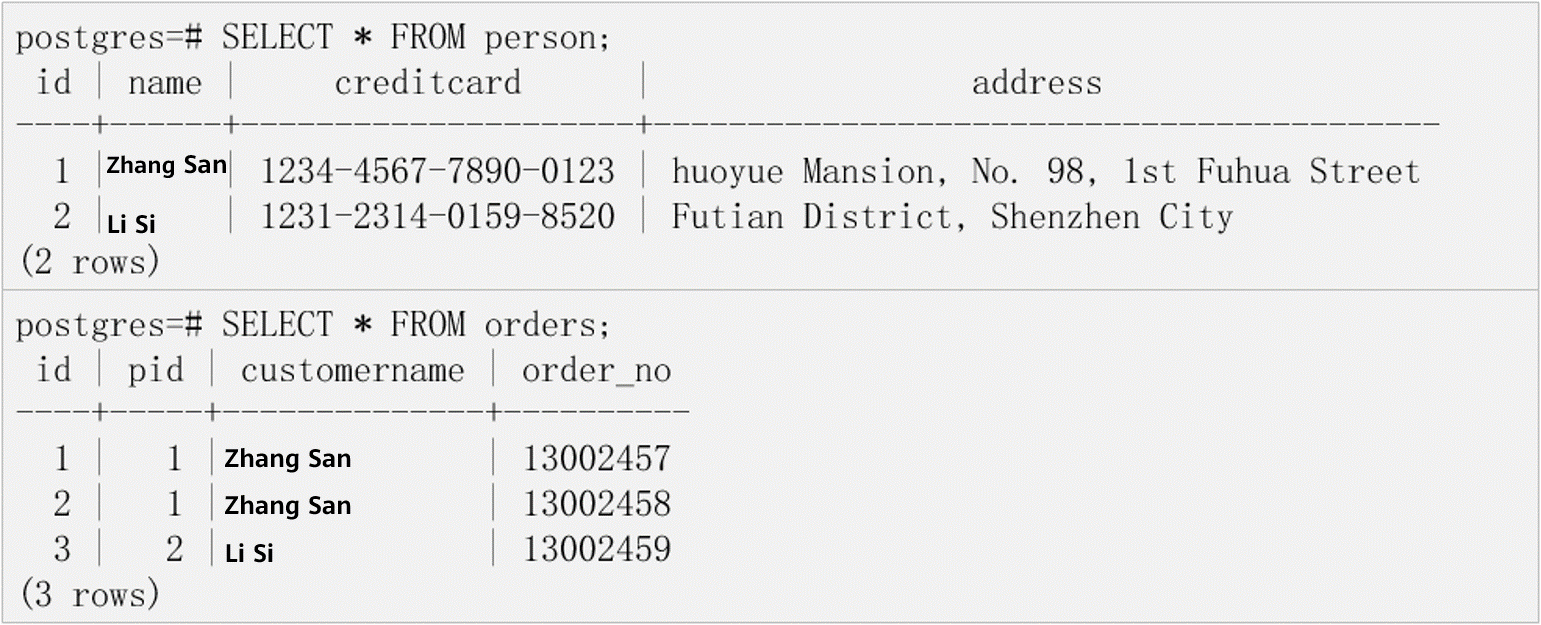 postgres=# SELECT * FROM person;
id | name | creditcard | address
----+------+---------------------+------------------------------------------
1 | Zhang San | 1234-4567-7890-0123 | huoyue Mansion, No. 98, 1st Fuhua Street
2 | Li Si | 1231-2314-0159-8520 | Futian District, Shenzhen City
(2 rows)
postgres=# SELECT * FROM orders;
id | pid | customername | order_no
----+-----+--------------+----------
1 | 1 | Zhang San | 13002457
2 | 1 | Zhang San | 13002458
3 | 2 | Li Si | 13002459
(3 rows)